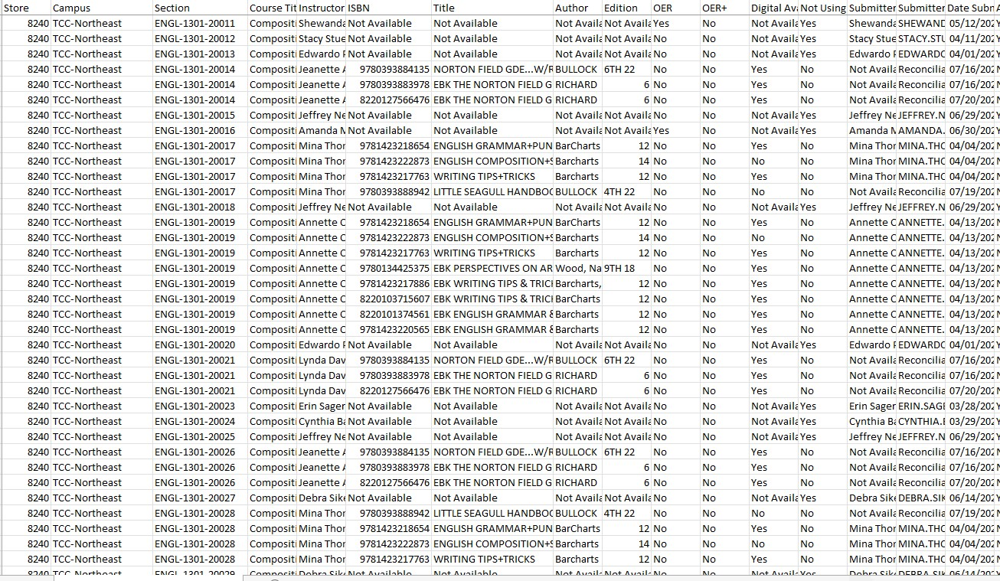 Store Campus Section Course Tit Instructor ISBN Title Author Edition OER OER+ Digital Ava Not Using Submitter Submitter Date Subm
8240 TCC-Northeast ENGL-1301-20011 Compositi Shewanda Not Available Not Available Not Availa Not Availa Yes No Not Availa Yes Shewanda SHEWAND 05/12/202
8240 TCC-Northeast ENGL-1301-20012 Compositi Stacy Stue Not Available Not Available Not Availa Not Availa No No Not Availa Yes Stacy Stue STACY.STU 04/11/202
8240 TCC-Northeast ENGL-1301-20013 Compositi Edwardo Not Available Not Available Not Availa Not Availa No No Not Availa Yes Edwardo EDWARDO 04/01/202
8240 TCC-Northeast ENGL-1301-20014 Compositi Jeanette A 9780393884135 NORTON FIELD GDE...W/R BULLOCK 6TH 22 No No Yes No Not Availa Reconcilia 07/16/202
8240 TCC-Northeast ENGL-1301-20014 Compositi Jeanette A 9780393883978 EBK THE NORTON FIELD G RICHARD 6 No No Yes No Not Availa Reconcilia 07/16/202
8240 TCC-Northeast ENGL-1301-20014 Compositi Jeanette A 8220127566476 EBK THE NORTON FIELD G RICHARD 6 No No Yes No Not Availa Reconcilia 07/20/202
8240 TCC-Northeast ENGL-1301-20015 Compositi Jeffrey Ne Not Available Not Available Not Availa Not Availa No No Not Availa Yes Jeffrey Ne JEFFREY.N 06/29/202
8240 TCC-Northeast ENGL-1301-20016 Compositi Amanda M Not Available Not Available Not Availa Not Availa Yes No Not Availa Yes Amanda M AMANDA. 06/30/202
8240 TCC-Northeast ENGL-1301-20017 Compositi Mina Thor 9781423218654 ENGLISH GRAMMAR+PUN BarCharts 12 No No Yes No Mina Thor MINA.THO 04/04/202
8240 TCC-Northeast ENGL-1301-20017 Compositi Mina Thor 9781423222873 ENGLISH COMPOSITION+S Barcharts 14 No No No No Mina Thor MINA.THO 04/04/202
8240 TCC-Northeast ENGL-1301-20017 Compositi Mina Thor 9781423217763 WRITING TIPS+TRICKS Barcharts 12 No No Yes No Mina Thor MINA.THO 04/04/202
8240 TCC-Northeast ENGL-1301-20017 Compositi Mina Thor 9780393888942 LITTLE SEAGULL HANDBOO BULLOCK 4TH 22 No No No No Not Availa Reconcilia 07/19/202
8240 TCC-Northeast ENGL-1301-20018 Compositi Jeffrey Ne Not Available Not Available Not Availa Not Availa No No Not Availa Yes Jeffrey Ne JEFFREY.N 06/29/202
8240 TCC-Northeast ENGL-1301-20019 Compositi Annette C 9781423218654 ENGLISH GRAMMAR+PUN BarCharts 12 No No Yes No Annette C ANNETTE. 04/13/202
8240 TCC-Northeast ENGL-1301-20019 Compositi Annette C 9781423222873 ENGLISH COMPOSITION+S Barcharts 14 No No No No Annette C ANNETTE. 04/13/202
8240 TCC-Northeast ENGL-1301-20019 Compositi Annette C 9781423217763 WRITING TIPS+TRICKS Barcharts 12 No No Yes No Annette C ANNETTE. 04/13/202
8240 TCC-Northeast ENGL-1301-20019 Compositi Annette C 9780134425375 EBK PERSPECTIVES ON AR Wood, Na 9TH 18 No No Yes No Annette C ANNETTE. 04/13/202
8240 TCC-Northeast ENGL-1301-20019 Compositi Annette C 9781423217886 EBK WRITING TIPS & TRICK Barcharts, 12 No No Yes No Annette C ANNETTE. 04/13/202
8240 TCC-Northeast ENGL-1301-20019 Compositi Annette C 8220103715607 EBK WRITING TIPS & TRICK BarCharts 12 No No Yes No Annette C ANNETTE. 04/13/202
8240 TCC-Northeast ENGL-1301-20019 Compositi Annette C 8220101374561 EBK ENGLISH GRAMMAR & Barcharts 12 No No Yes No Annette C ANNETTE. 04/13/202
8240 TCC-Northeast ENGL-1301-20019 Compositi Annette C 9781423220565 EBK ENGLISH GRAMMAR & Barcharts 12 No No Yes No Annette C ANNETTE. 04/13/202
8240 TCC-Northeast ENGL-1301-20020 Compositi Edwardo Not Available Not Available Not Availa Not Availa No No Not Availa Yes Edwardo EDWARDO 04/01/202
8240 TCC-Northeast ENGL-1301-20021 Compositi Lynda Dav 9780393884135 NORTON FIELD GDE...W/R BULLOCK 6TH 22 No No Yes No Not Availa Reconcilia 07/16/202
8240 TCC-Northeast ENGL-1301-20021 Compositi Lynda Dav 9780393883978 EBK THE NORTON FIELD G RICHARD 6 No No Yes No Not Availa Reconcilia 07/16/202
8240 TCC-Northeast ENGL-1301-20021 Compositi Lynda Dav 8220127566476 EBK THE NORTON FIELD G RICHARD 6 No No Yes No Not Availa Reconcilia 07/20/202
8240 TCC-Northeast ENGL-1301-20023 Compositi Erin Sager Not Available Not Available Not Availa Not Availa No No Not Availa Yes Erin Sager ERIN.SAGE 03/28/202
8240 TCC-Northeast ENGL-1301-20024 Compositi Cynthia Ba Not Available Not Available Not Availa Not Availa No No Not Availa Yes Cynthia Ba CYNTHIA. 03/29/202
8240 TCC-Northeast ENGL-1301-20025 Compositi Jeffrey Ne Not Available Not Available Not Availa Not Availa No No Not Availa Yes Jeffrey Ne JEFFREY.N 06/29/202
8240 TCC-Northeast ENGL-1301-20026 Compositi Jeanette A 9780393884135 NORTON FIELD GDE...W/R BULLOCK 6TH 22 No No Yes No Not Availa Reconcilia 07/16/202
8240 TCC-Northeast ENGL-1301-20026 Compositi Jeanette A 9780393883978 EBK THE NORTON FIELD G RICHARD 6 No No Yes No Not Availa Reconcilia 07/16/202
8240 TCC-Northeast ENGL-1301-20026 Compositi Jeanette A 8220127566476 EBK THE NORTON FIELD G RICHARD 6 No No Yes No Not Availa Reconcilia 07/20/202
8240 TCC-Northeast ENGL-1301-20027 Compositi Debra Sike Not Available Not Available Not Availa Not Availa No No Not Availa Yes Debra Sike DEBRA.SIK 06/14/202
8240 TCC-Northeast ENGL-1301-20028 Compositi Mina Thor 9780393888942 LITTLE SEAGULL HANDBOO BULLOCK 4TH 22 No No No No Not Availa Reconcilia 07/19/202
8240 TCC-Northeast ENGL-1301-20028 Compositi Mina Thor 9781423218654 ENGLISH GRAMMAR+PUN BarCharts 12 No No Yes No Mina Thor MINA.THO 04/04/202
8240 TCC-Northeast ENGL-1301-20028 Compositi Mina Thor 9781423222873 ENGLISH COMPOSITION+S Barcharts 14 No No No No Mina Thor MINA.THO 04/04/202
8240 TCC-Northeast ENGL-1301-20028 Compositi Mina Thor 9781423217763 WRITING TIPS+TRICKS Barcharts 12 No No Yes No Mina Thor MINA.THO 04/04/202
8240 TCC-Northeast ENGL-1301-20029 Compositi Debra Sike Not Available Not Available Not Availa Not Availa No No Not Availa Yes Debra Sike DEBRA.SIK 06/14/202